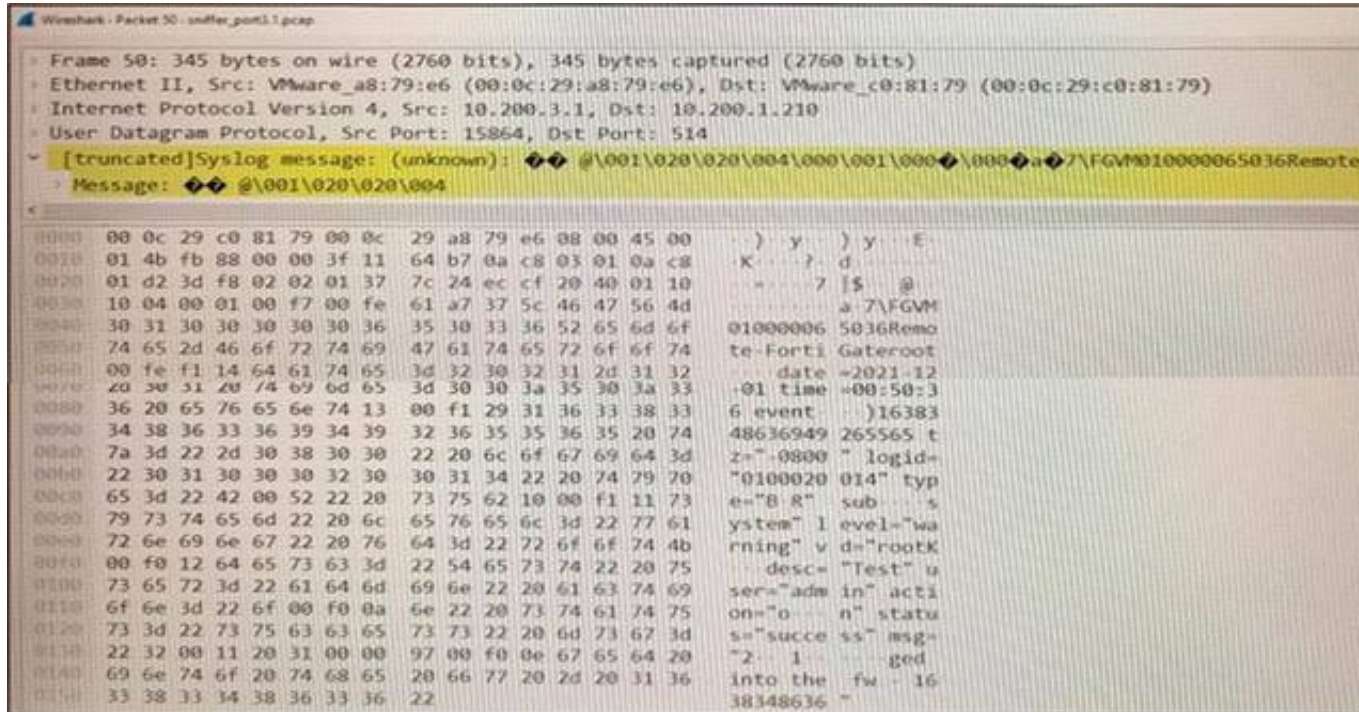 Wireshark - Packet 50 - sniffer_port3.1.pcap
Frame 50: 345 bytes on wire (2760 bits), 345 bytes captured (2760 bits)
Ethernet II, Src: VMware_a8:79:e6 (00:0c:29:a8:79:e6), Dst: VMware_c0:81:79 (00:0c:29:c0:81:79)
Internet Protocol Version 4, Src: 10.200.3.1, Dst: 10.200.1.210
User Datagram Protocol, Src Port: 15864, Dst Port: 514
[truncated]Syslog message: (unknown): �� @\001\020\020\004\000\001\000�\000�a�7\FGVM010000065036Remote
Message: �� @\001\020\020\004
0000 00 0c 29 c0 81 79 00 0c 29 a8 79 e6 08 00 45 00 ··)··y·· )·y···E·
0010 01 4b fb 88 00 00 3f 11 64 b7 0a c8 03 01 0a c8 ·K····?· d·······
0020 01 d2 3d f8 02 02 01 37 7c 24 ec cf 20 40 01 10 ··=····7 |$·· @··
0030 10 04 00 01 00 f7 00 fe 61 a7 37 5c 46 47 56 4d ········ a·7\FGVM
0040 30 31 30 30 30 30 30 36 35 30 33 36 52 65 6d 6f 01000006 5036Remo
0050 74 65 2d 46 6f 72 74 69 47 61 74 65 72 6f 6f 74 te-Forti Gateroot
0060 00 fe f1 14 64 61 74 65 3d 32 30 32 31 2d 31 32 ····date =2021-12
0070 2d 30 31 20 74 69 6d 65 3d 30 30 3a 35 30 3a 33 -01 time =00:50:3
0080 36 20 65 76 65 6e 74 13 00 f1 29 31 36 33 38 33 6 event· ··)16383
0090 34 38 36 33 36 39 34 39 32 36 35 35 36 35 20 74 48636949 265565 t
00a0 7a 3d 22 2d 30 38 30 30 22 20 6c 6f 67 69 64 3d z="-0800 " logid=
00b0 22 30 31 30 30 30 32 30 30 31 34 22 20 74 79 70 "0100020 014" typ
00c0 65 3d 22 42 00 52 22 20 73 75 62 10 00 f1 11 73 e="B·R" sub····s
00d0 79 73 74 65 6d 22 20 6c 65 76 65 6c 3d 22 77 61 ystem" l evel="wa
00e0 72 6e 69 6e 67 22 20 76 64 3d 22 72 6f 6f 74 4b rning" v d="rootK
00f0 00 f0 12 64 65 73 63 3d 22 54 65 73 74 22 20 75 ···desc= "Test" u
0100 73 65 72 3d 22 61 64 6d 69 6e 22 20 61 63 74 69 ser="adm in" acti
0110 6f 6e 3d 22 6f 00 f0 0a 6e 22 20 73 74 61 74 75 on="o··· n" statu
0120 73 3d 22 73 75 63 63 65 73 73 22 20 6d 73 67 3d s="succe ss" msg=
0130 22 32 00 11 20 31 00 00 97 00 f0 0e 67 65 64 20 "2·· 1·· ····ged
0140 69 6e 74 6f 20 74 68 65 20 66 77 20 2d 20 31 36 into the fw - 16
0150 33 38 33 34 38 36 33 36 22 38348636 "